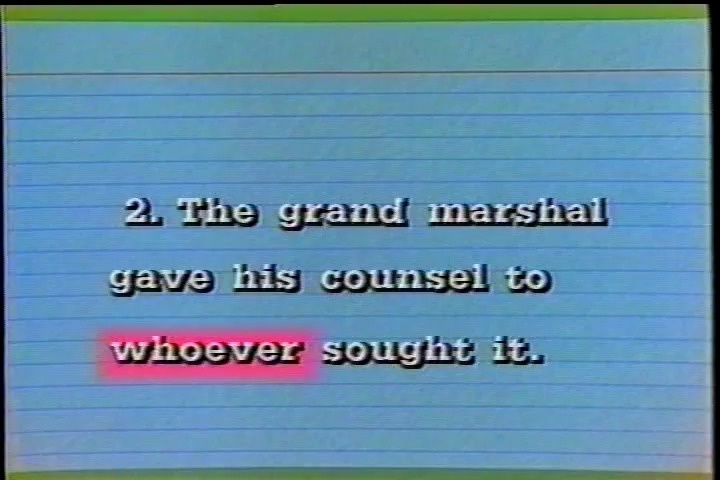 2. The grand marshal
gave his counsel to
whoever sought it.